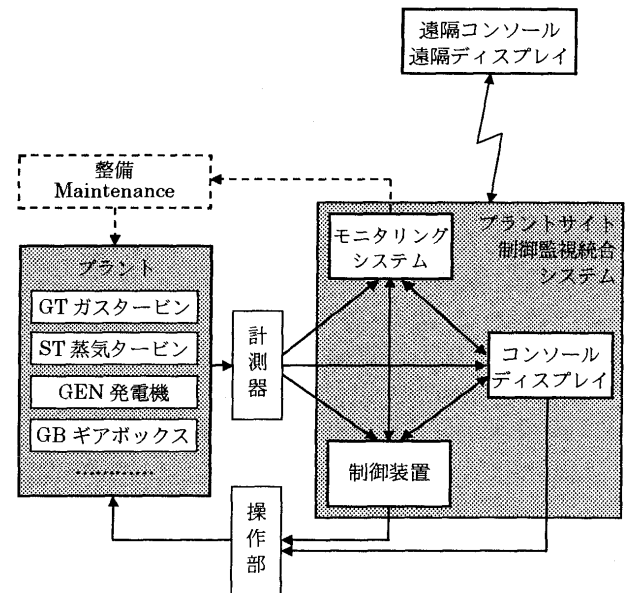 遠隔コンソール
遠隔ディスプレイ
整備
Maintenance
プラントサイト
制御監視統合
システム
モニタリング
システム
プラント
GT ガスタービン
ST 蒸気タービン
GEN 発電機
GB ギアボックス
…………
計測器
コンソール
ディスプレイ
制御装置
操作部